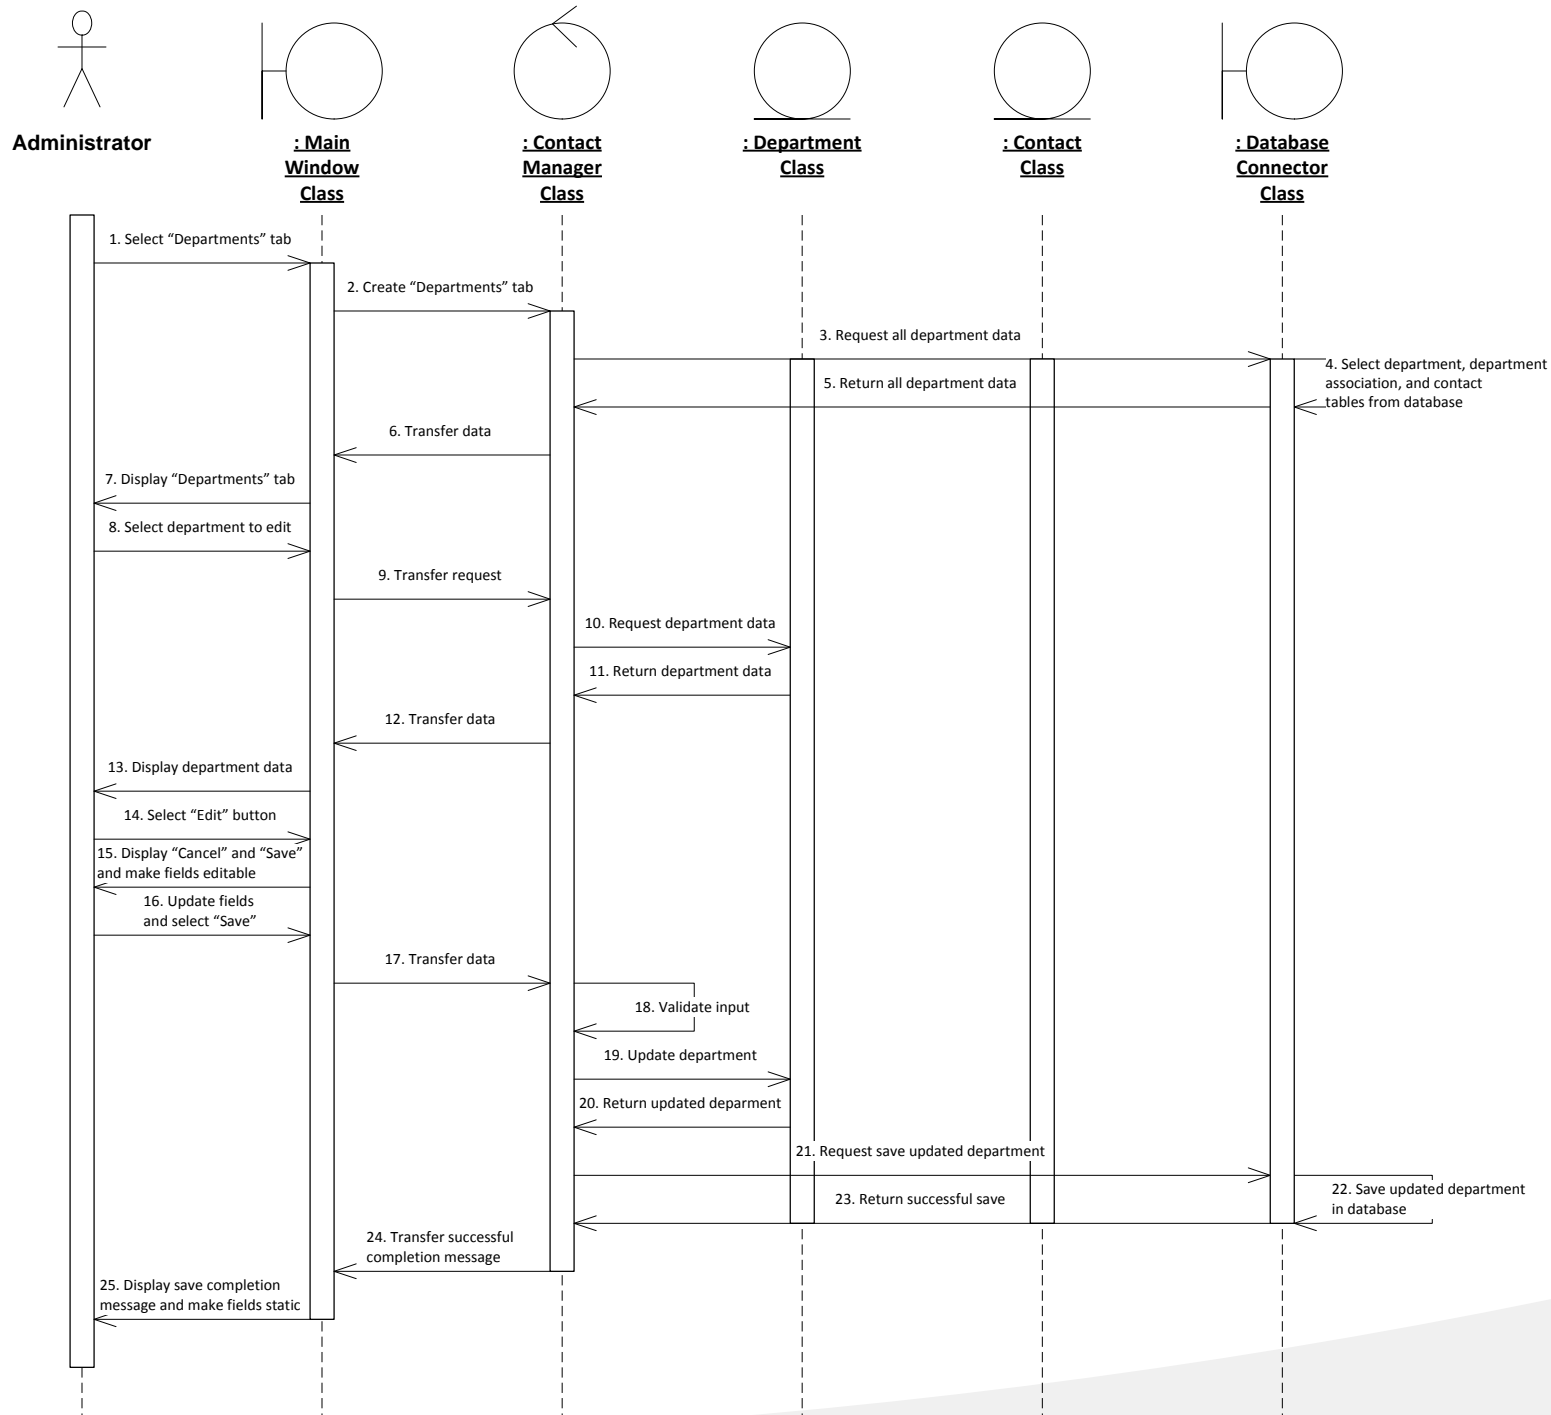 Administrator
: Main
Window
Class
: Contact
Manager
Class
: Department
Class
: Contact
Class
: Database
Connector
Class
1. Select “Departments” tab
2. Create “Departments” tab
3. Request all department data
4. Select department, department
association, and contact
tables from database
5. Return all department data
6. Transfer data
7. Display “Departments” tab
8. Select department to edit
9. Transfer request
10. Request department data
11. Return department data
12. Transfer data
13. Display department data
14. Select “Edit” button
15. Display “Cancel” and “Save”
and make fields editable
16. Update fields
and select “Save”
17. Transfer data
18. Validate input
19. Update department
20. Return updated deparment
21. Request save updated department
22. Save updated department
in database
23. Return successful save
24. Transfer successful
completion message
25. Display save completion
message and make fields static